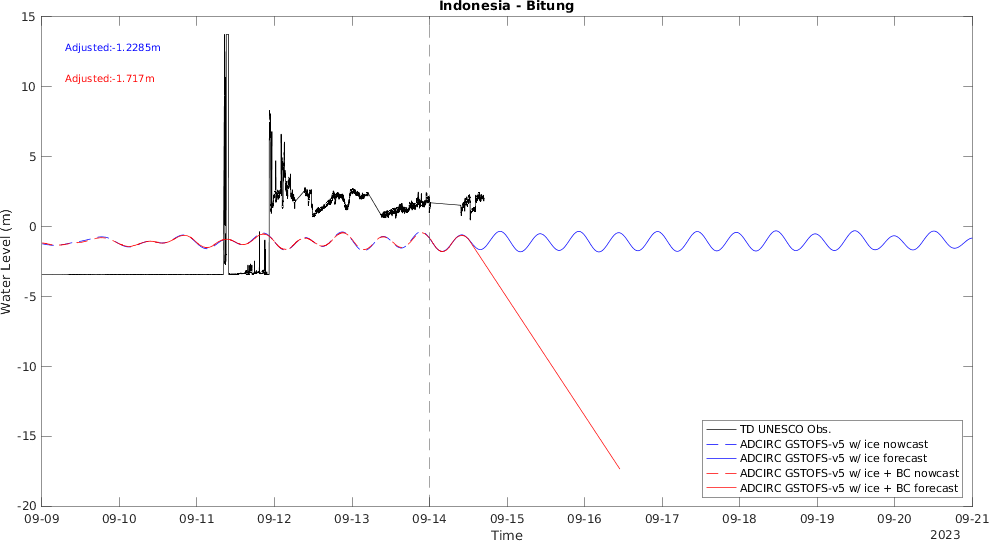 Indonesia - Bitung
Adjusted:-1.2285m
Adjusted:-1.717m
Water Level (m)
15
10
5
0
-5
-10
-15
-20
TD UNESCO Obs.
ADCIRC GSTOFS-v5 w/ ice nowcast
ADCIRC GSTOFS-v5 w/ ice forecast
ADCIRC GSTOFS-v5 w/ ice + BC nowcast
ADCIRC GSTOFS-v5 w/ ice + BC forecast
09-09 09-10 09-11 09-12 09-13 09-14 09-15 09-16 09-17 09-18 09-19 09-20 09-21
Time
2023